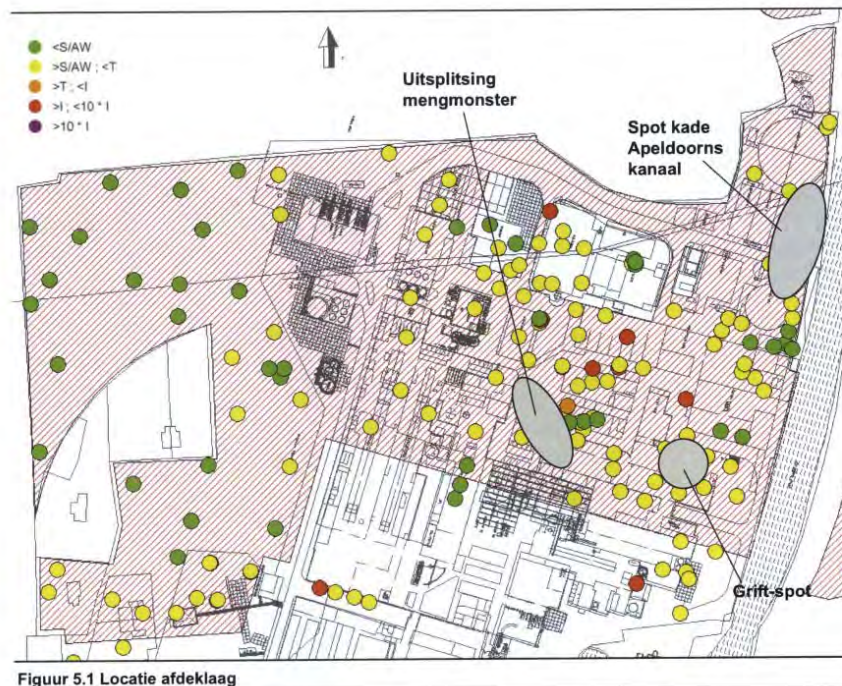 <S/AW
>S/AW ; <T
>T ; <I
>I ; <10 * I
>10 * I
Uitsplitsing
mengmonster
Spot kade
Apeldoorns
kanaal
Grift-spot
Figuur 5.1 Locatie afdeklaag